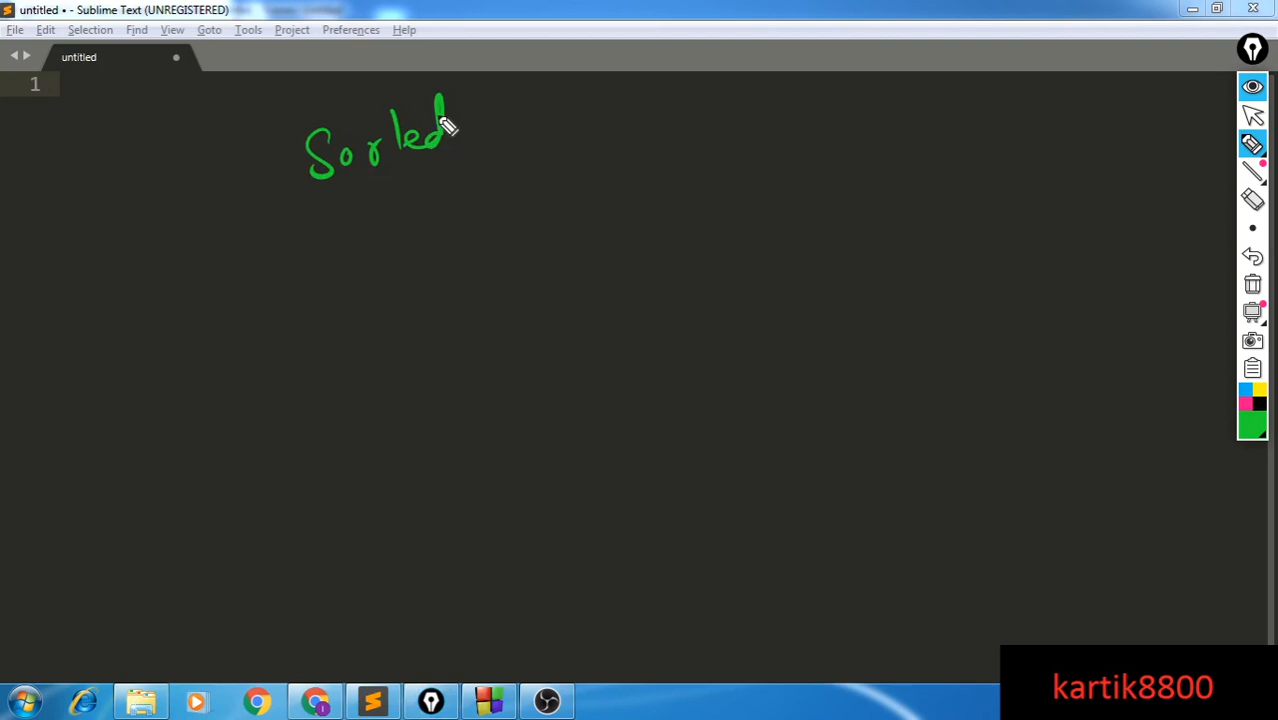 untitled • - Sublime Text (UNREGISTERED)
File Edit Selection Find View Goto Tools Project Preferences Help
untitled
1
Sorted
kartik8800